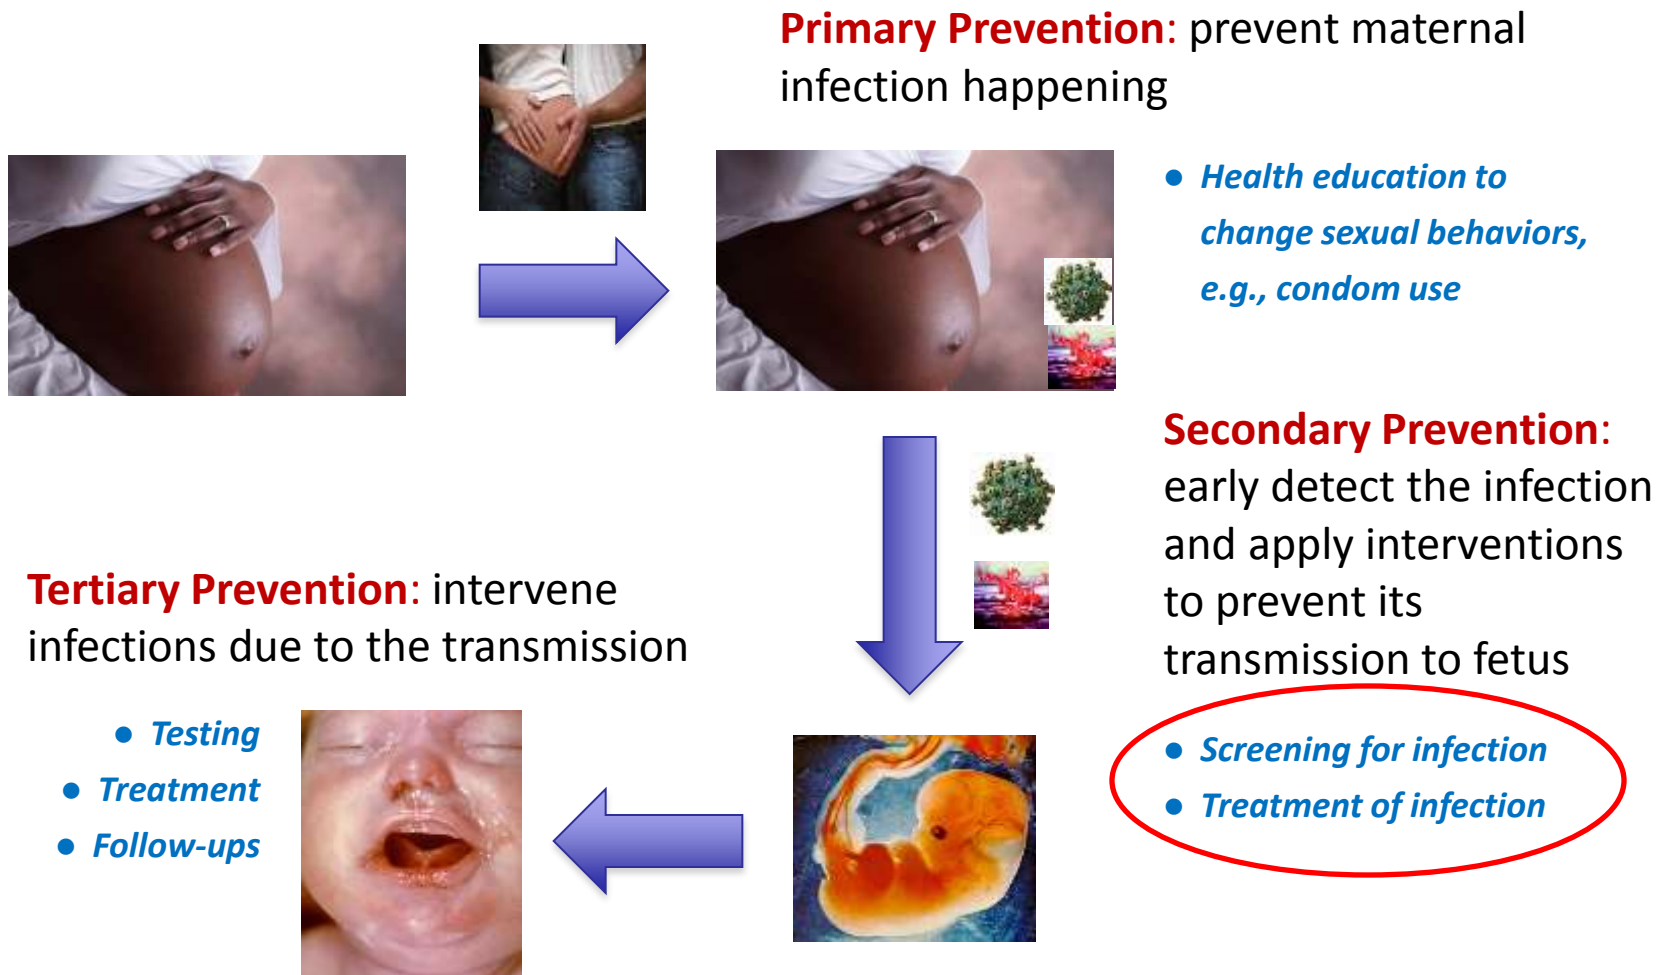 Primary Prevention: prevent maternal
infection happening
● Health education to
change sexual behaviors,
e.g., condom use
Secondary Prevention:
early detect the infection
and apply interventions
to prevent its
transmission to fetus
● Screening for infection
● Treatment of infection
Tertiary Prevention: intervene
infections due to the transmission
● Testing
● Treatment
● Follow-ups